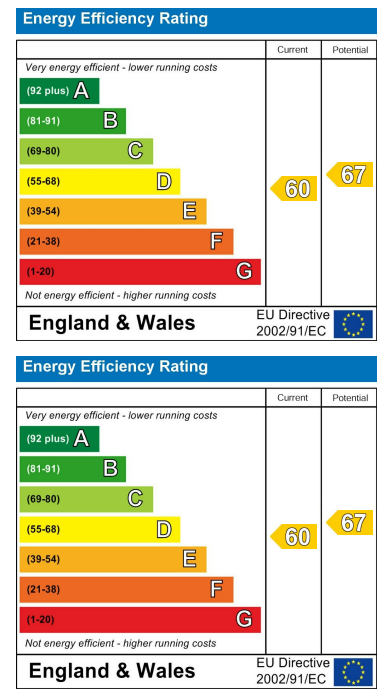 Energy Efficiency Rating
Current Potential
Very energy efficient - lower running costs
(92 plus) A
(81-91) B
(69-80) C
(55-68) D
60 67
(39-54) E
(21-38) F
(1-20) G
Not energy efficient - higher running costs
England & Wales
EU Directive
2002/91/EC
Energy Efficiency Rating
Current Potential
Very energy efficient - lower running costs
(92 plus) A
(81-91) B
(69-80) C
(55-68) D
60 67
(39-54) E
(21-38) F
(1-20) G
Not energy efficient - higher running costs
England & Wales
EU Directive
2002/91/EC